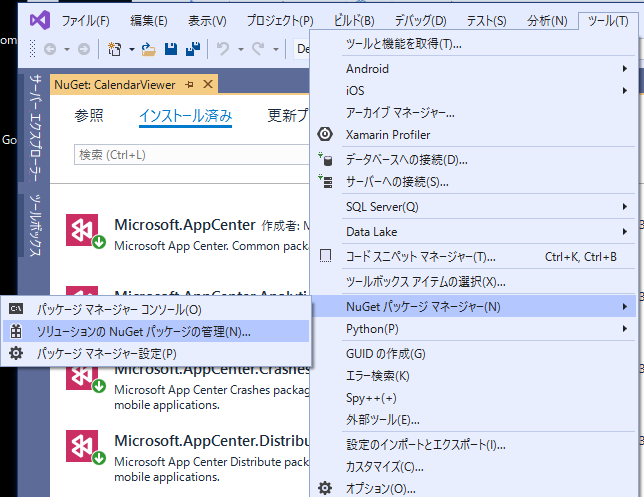 ファイル(F) 編集(E) 表示(V) プロジェクト(P) ビルド(B) デバッグ(D) テスト(S) 分析(N) ツール(T)
om
De
Go
サーバー エクスプローラー
ツールボックス
NuGet: CalendarViewer
参照 インストール済み 更新プ
検索 (Ctrl+L)
Microsoft.AppCenter 作成者: M
Microsoft App Center. Common pack
Microsoft.AppCenter.Crashes
Microsoft App Center Crashes packag
mobile applications.
Microsoft.AppCenter.Distribut
Microsoft App Center Distribute pack
mobile applications.
ツールと機能を取得(T)...
Android
iOS
アーカイブ マネージャー...
Xamarin Profiler
データベースへの接続(D)...
サーバーへの接続(S)...
SQL Server(Q)
Data Lake
コード スニペット マネージャー(T)... Ctrl+K, Ctrl+B
ツールボックス アイテムの選択(X)...
NuGet パッケージ マネージャー(N)
Python(P)
GUID の作成(G)
エラー検索(K)
Spy++(+)
外部ツール(E)...
設定のインポートとエクスポート(I)...
カスタマイズ(C)...
オプション(O)...
C:\
パッケージ マネージャー コンソール(O)
ソリューションの NuGet パッケージの管理(N)...
パッケージ マネージャー設定(P)